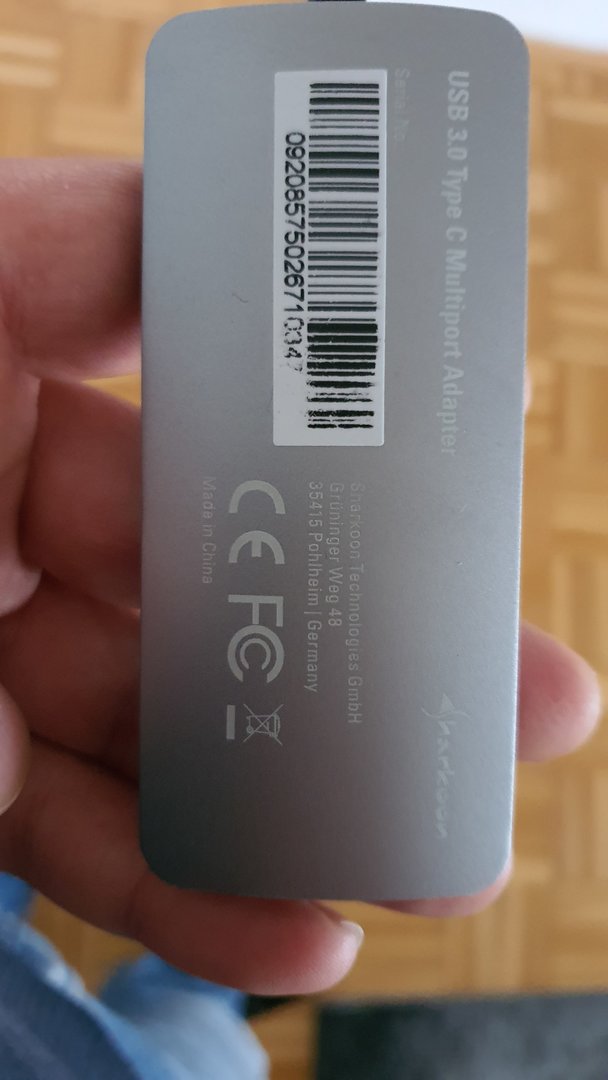 USB 3.0 Type C Multiport Adapter
Serial No.
0920857502671034
Sharkoon Technologies GmbH
Grüninger Weg 48
35415 Pohlheim | Germany
CE FC
Made in China
Sharkoon